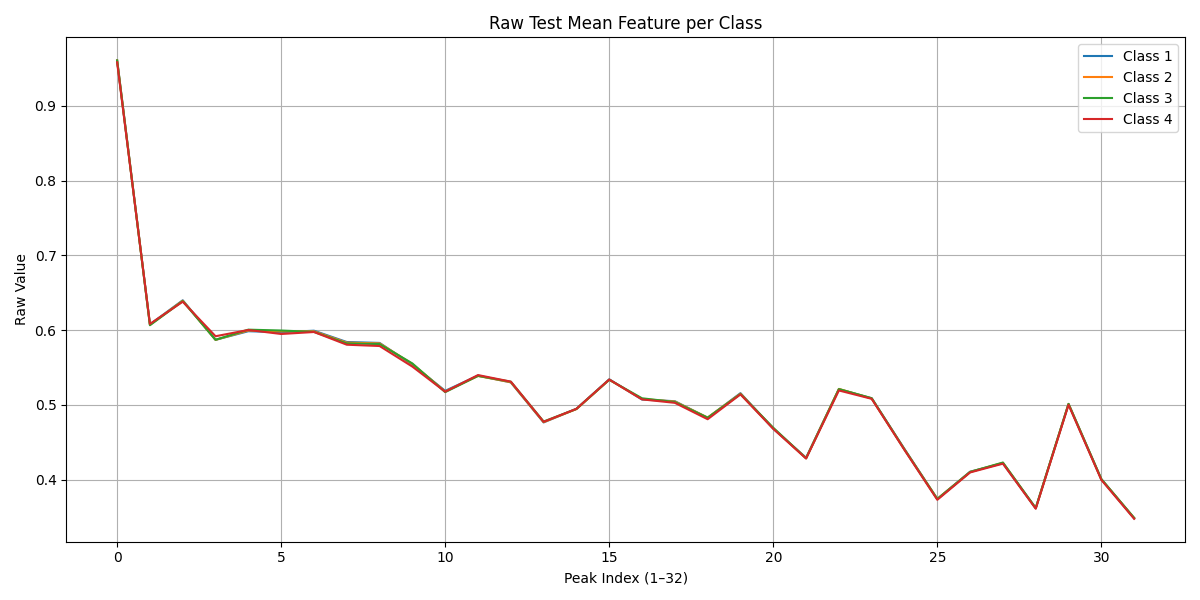 Raw Test Mean Feature per Class
Raw Value
0.9
0.8
0.7
0.6
0.5
0.4
Class 1
Class 2
Class 3
Class 4
0 5 10 15 20 25 30
Peak Index (1–32)